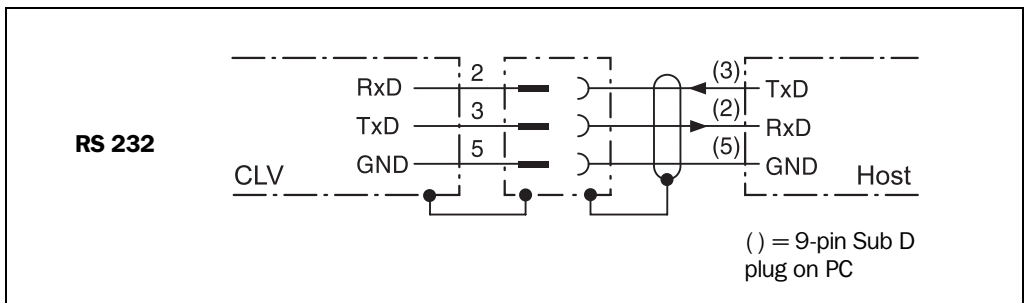 RS 232
RxD 2 (3) TxD
TxD 3 (2) RxD
GND 5 (5) GND
CLV Host
( ) = 9-pin Sub D
plug on PC